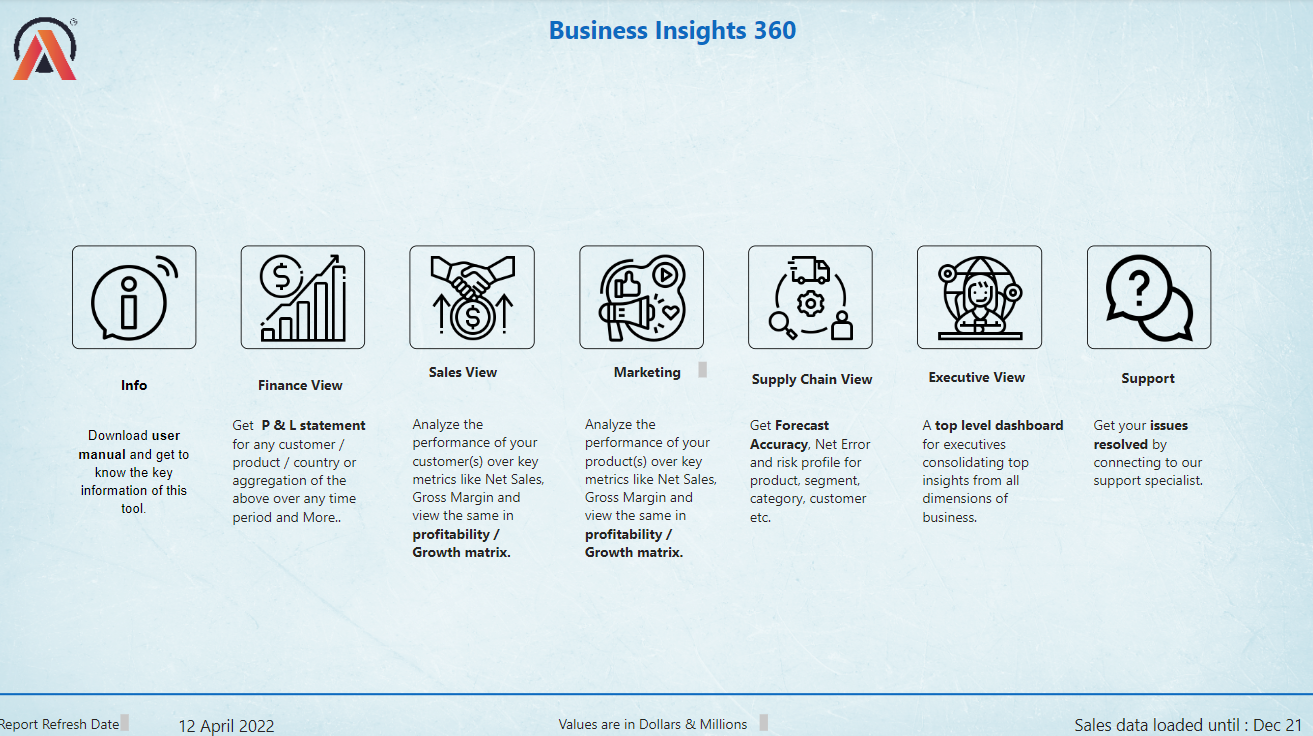 Business Insights 360
Info
Download user
manual and get to
know the key
information of this
tool.
Finance View
Get P & L statement
for any customer /
product / country or
aggregation of the
above over any time
period and More..
Sales View
Analyze the
performance of your
customer(s) over key
metrics like Net Sales,
Gross Margin and
view the same in
profitability /
Growth matrix.
Marketing
Analyze the
performance of your
product(s) over key
metrics like Net Sales,
Gross Margin and
view the same in
profitability /
Growth matrix.
Supply Chain View
Get Forecast
Accuracy, Net Error
and risk profile for
product, segment,
category, customer
etc.
Executive View
A top level dashboard
for executives
consolidating top
insights from all
dimensions of
business.
Support
Get your issues
resolved by
connecting to our
support specialist.
Report Refresh Date
12 April 2022
Values are in Dollars & Millions
Sales data loaded until : Dec 21